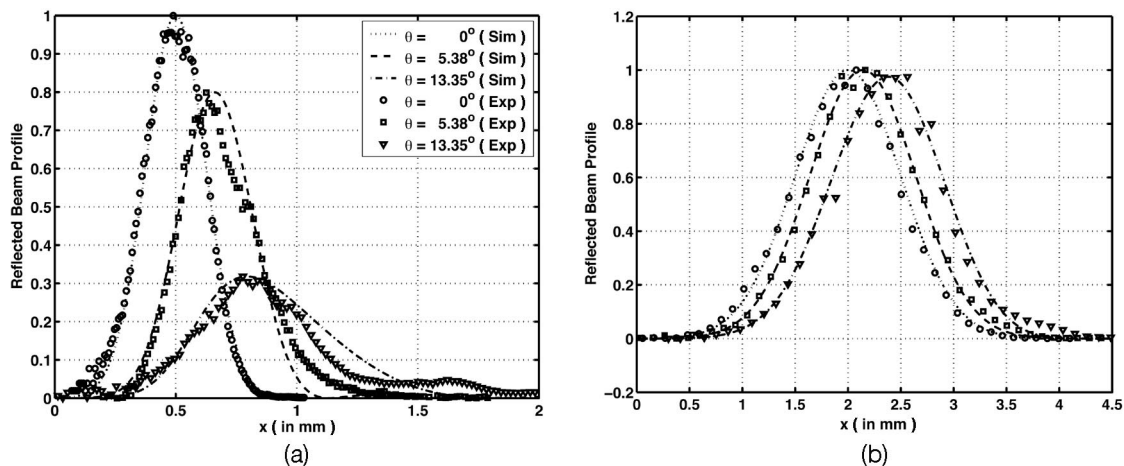 1
0.9
0.8
0.7
0.6
0.5
0.4
0.3
0.2
0.1
0
0 0.5 1 1.5 2
Reflected Beam Profile
x ( in mm )
θ = 0° ( Sim )
θ = 5.38° ( Sim )
θ = 13.35° ( Sim )
θ = 0° ( Exp )
θ = 5.38° ( Exp )
θ = 13.35° ( Exp )
(a)
1.2
1
0.8
0.6
0.4
0.2
0
−0.2
0 0.5 1 1.5 2 2.5 3 3.5 4 4.5
Reflected Beam Profile
x ( in mm )
(b)